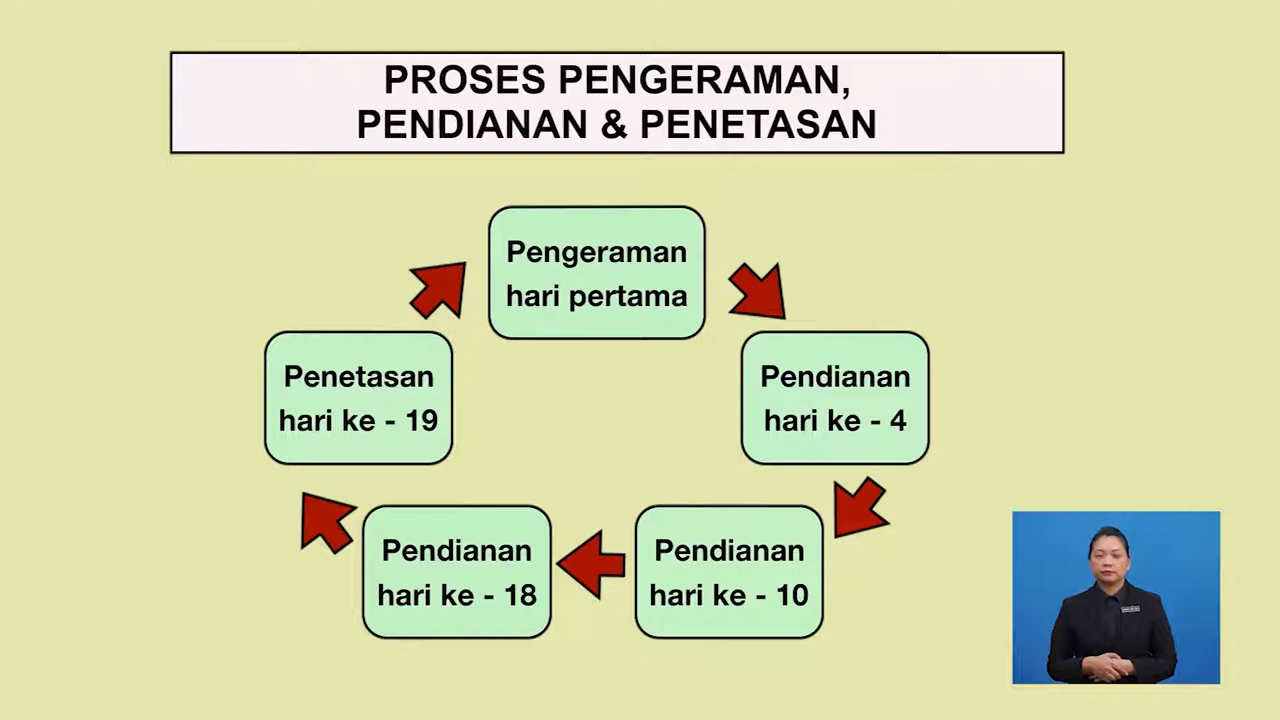 PROSES PENGERAMAN,
PENDIANAN & PENETASAN
Pengeraman
hari pertama
Pendianan
hari ke - 4
Pendianan
hari ke - 10
Pendianan
hari ke - 18
Penetasan
hari ke - 19